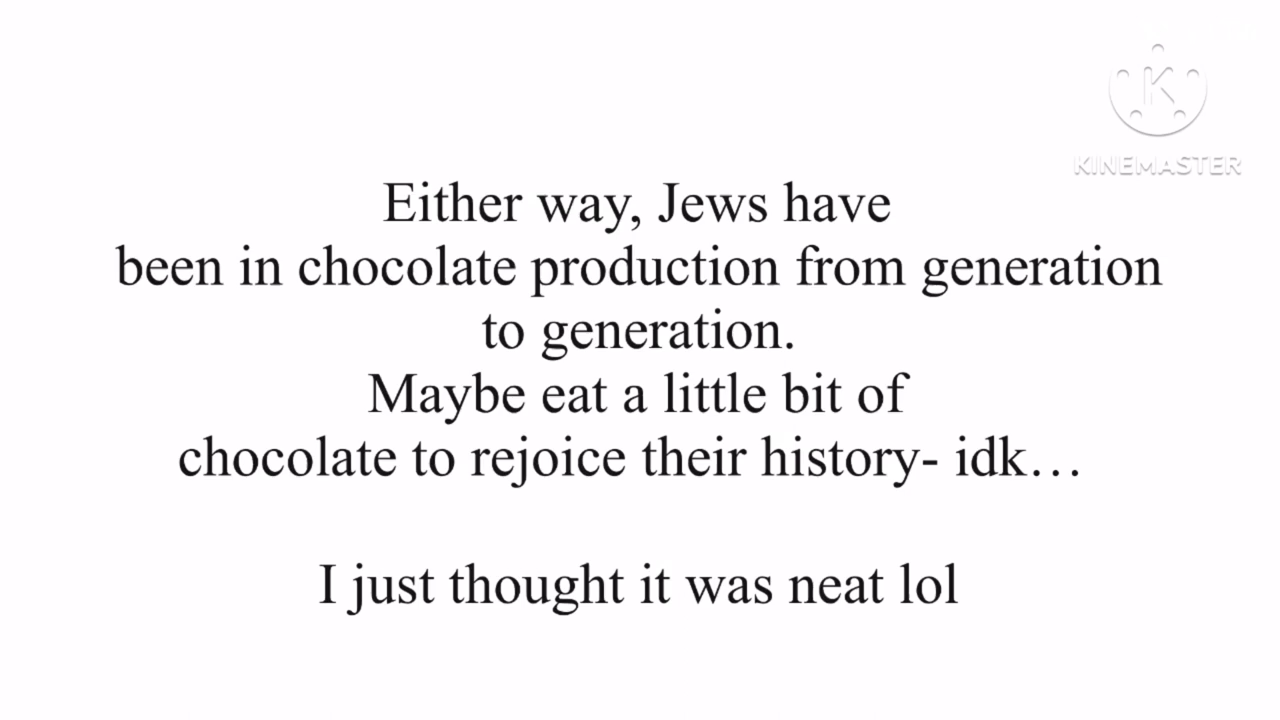 KINEMASTER
Either way, Jews have
been in chocolate production from generation
to generation.
Maybe eat a little bit of
chocolate to rejoice their history- idk…
I just thought it was neat lol